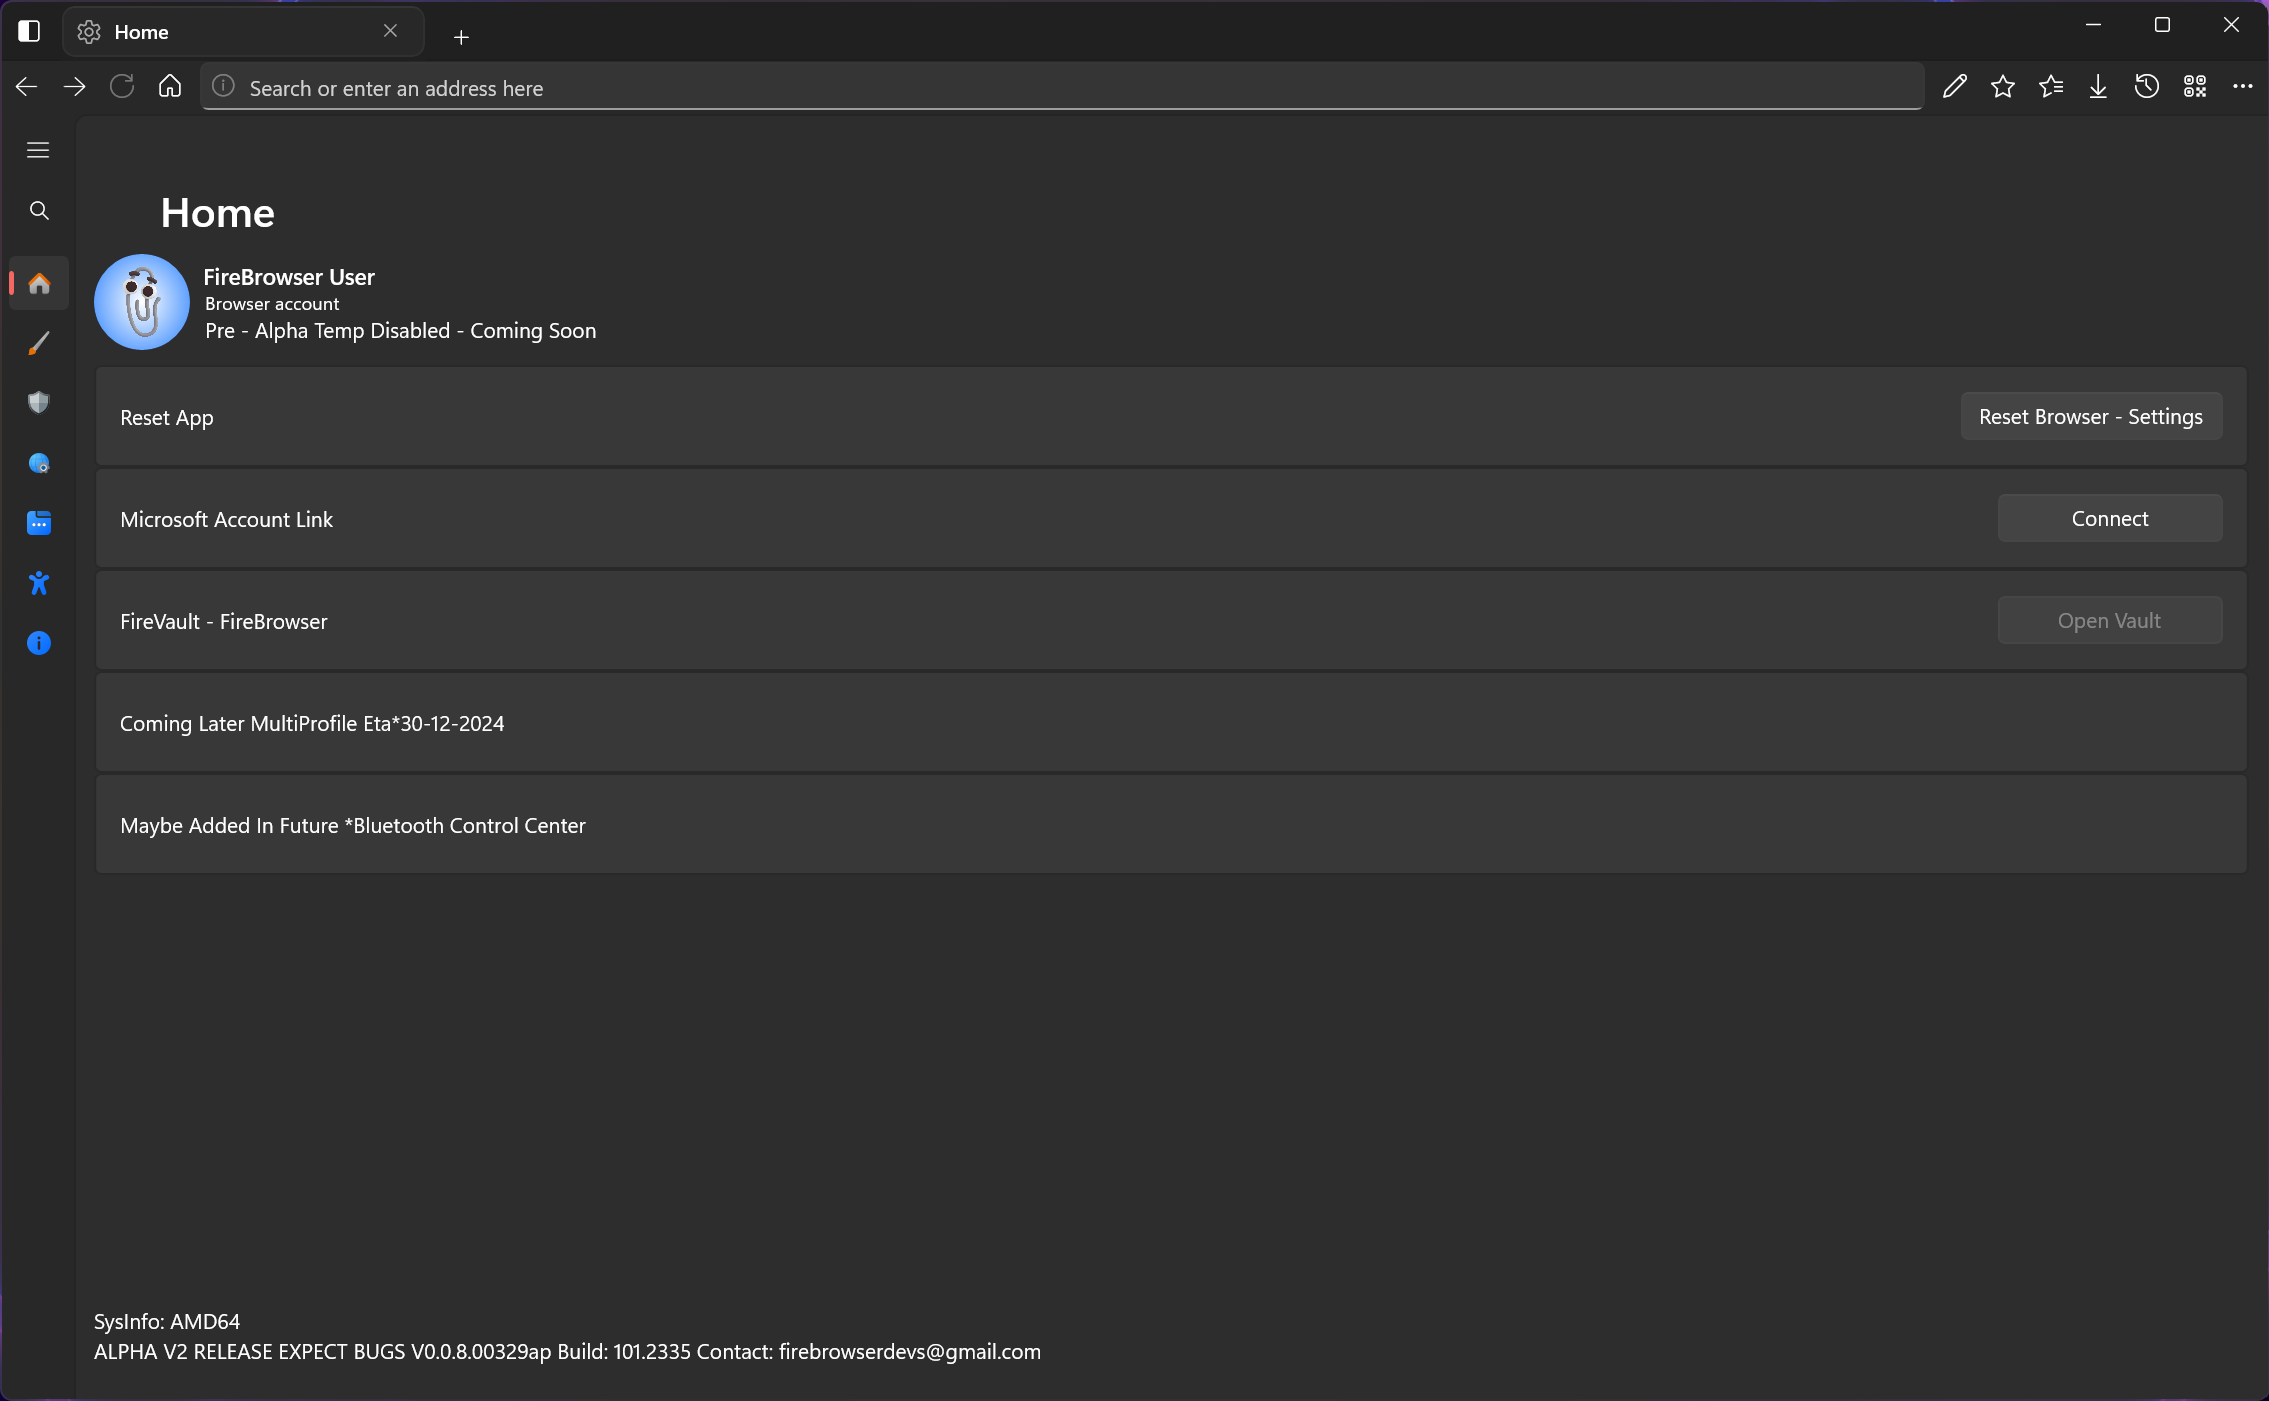 Home
Search or enter an address here
Home
FireBrowser User
Browser account
Pre - Alpha Temp Disabled - Coming Soon
Reset App
Reset Browser - Settings
Microsoft Account Link
Connect
FireVault - FireBrowser
Open Vault
Coming Later MultiProfile Eta*30-12-2024
Maybe Added In Future *Bluetooth Control Center
SysInfo: AMD64
ALPHA V2 RELEASE EXPECT BUGS V0.0.8.00329ap Build: 101.2335 Contact: firebrowserdevs@gmail.com